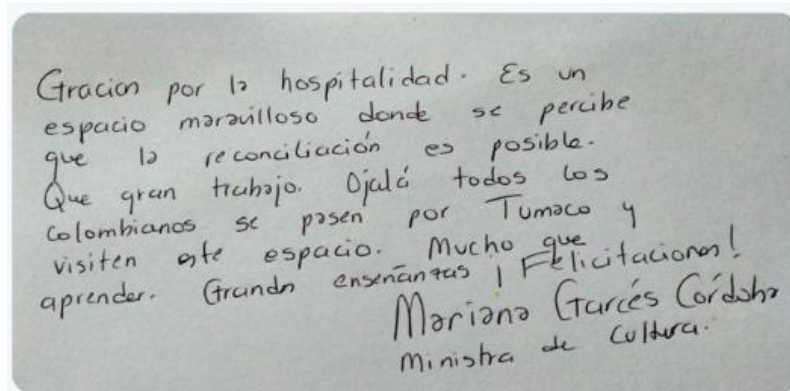 Gracias por la hospitalidad. Es un
espacio maravilloso donde se percibe
que la reconciliación es posible.
Que gran trabajo. Ojalá todos los
colombianos se pasen por Tumaco y
visiten este espacio. Mucho que
aprender. Grandes enseñanzas ¡Felicitaciones!
Mariana Garcés Córdoba
Ministra de Cultura.